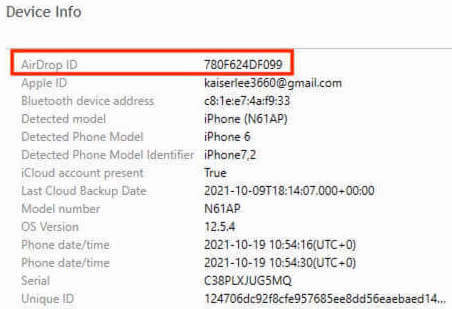 Device Info
AirDrop ID 780F624DF099
Apple ID kaiserlee3660@gmail.com
Bluetooth device address c8:1e:e7:4a:f9:33
Detected model iPhone (N61AP)
Detected Phone Model iPhone 6
Detected Phone Model Identifier iPhone7,2
iCloud account present True
Last Cloud Backup Date 2021-10-09T18:14:07.000+00:00
Model number N61AP
OS Version 12.5.4
Phone date/time 2021-10-19 10:54:16(UTC+0)
Phone date/time 2021-10-19 10:54:30(UTC+0)
Serial C38PLXJUG5MQ
Unique ID 124706dc92f8cfe957685ee8dd56eaebaed14...